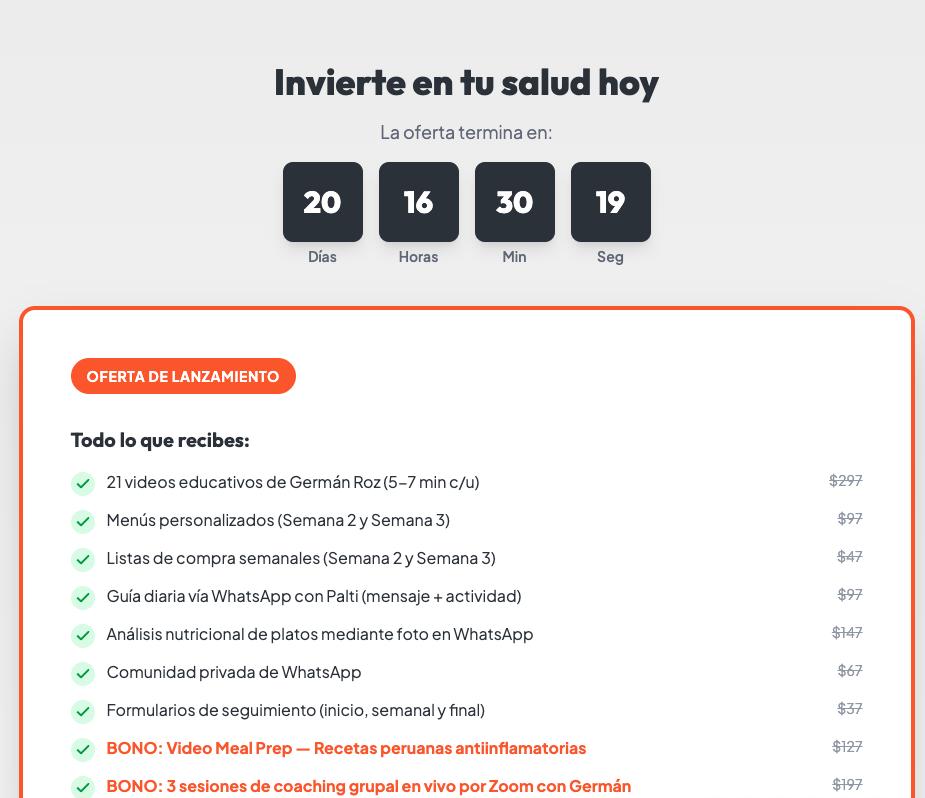 Invierte en tu salud hoy
La oferta termina en:
20 16 30 19
Días Horas Min Seg
OFERTA DE LANZAMIENTO
Todo lo que recibes:
21 videos educativos de Germán Roz (5–7 min c/u) $297
Menús personalizados (Semana 2 y Semana 3) $97
Listas de compra semanales (Semana 2 y Semana 3) $47
Guía diaria vía WhatsApp con Palti (mensaje + actividad) $97
Análisis nutricional de platos mediante foto en WhatsApp $147
Comunidad privada de WhatsApp $67
Formularios de seguimiento (inicio, semanal y final) $37
BONO: Video Meal Prep — Recetas peruanas antiinflamatorias $127
BONO: 3 sesiones de coaching grupal en vivo por Zoom con Germán $197